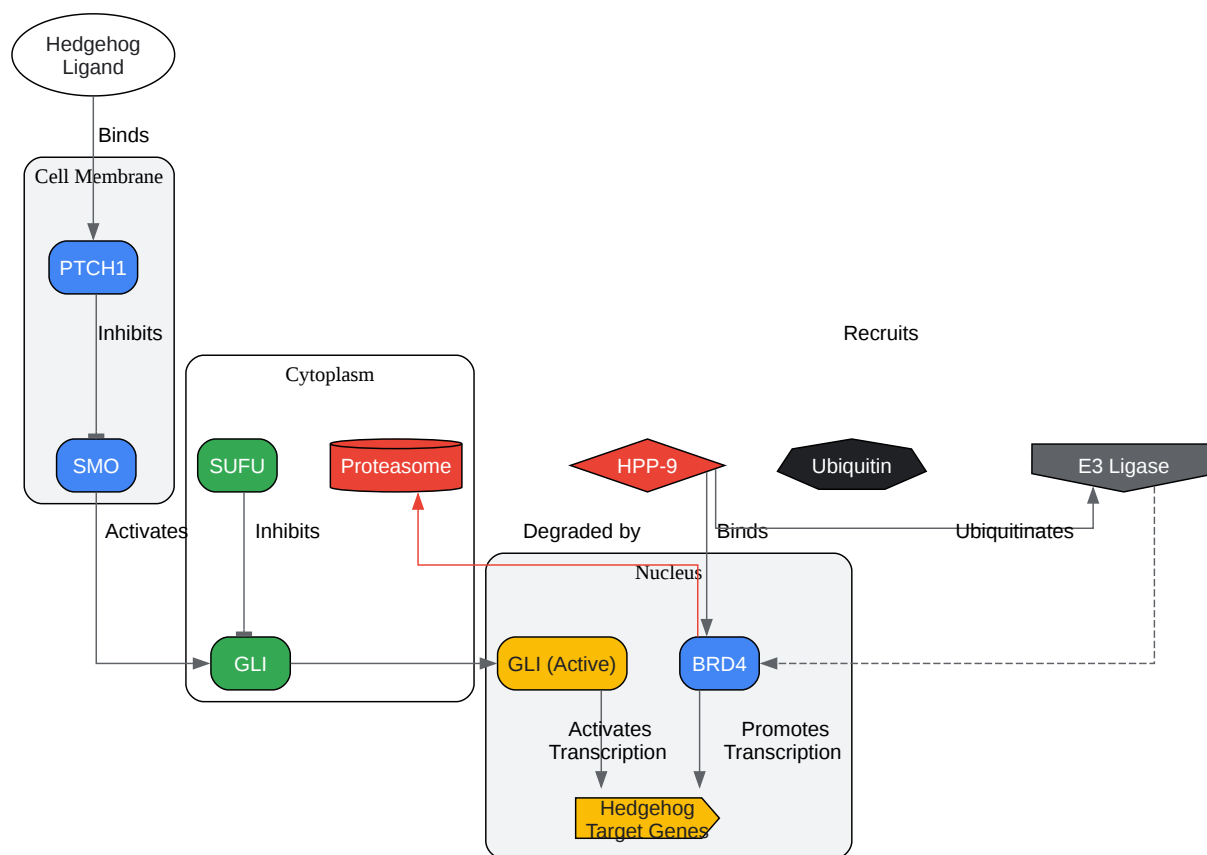 Hedgehog
Ligand
Binds
Cell Membrane
PTCH1
Inhibits
Recruits
Cytoplasm
SMO
SUFU
Proteasome
HPP-9
Ubiquitin
E3 Ligase
Activates
Inhibits
Degraded by
Binds
Ubiquitinates
Nucleus
GLI
GLI (Active)
BRD4
Activates
Transcription
Promotes
Transcription
Hedgehog
Target Genes